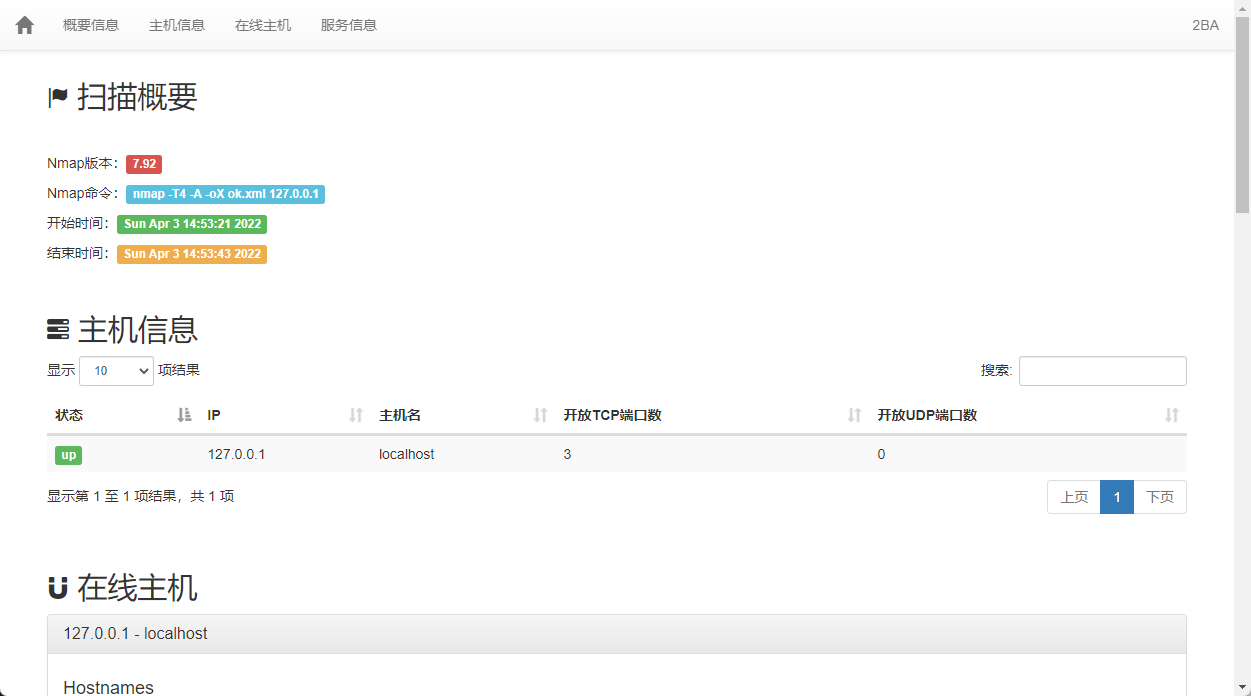 概要信息 主机信息 在线主机 服务信息 2BA
扫描概要
Nmap版本： 7.92
Nmap命令： nmap -T4 -A -oX ok.xml 127.0.0.1
开始时间： Sun Apr 3 14:53:21 2022
结束时间： Sun Apr 3 14:53:43 2022
主机信息
显示 10 项结果 搜索:
状态 IP 主机名 开放TCP端口数 开放UDP端口数
up 127.0.0.1 localhost 3 0
显示第 1 至 1 项结果，共 1 项 上页 1 下页
在线主机
127.0.0.1 - localhost
Hostnames